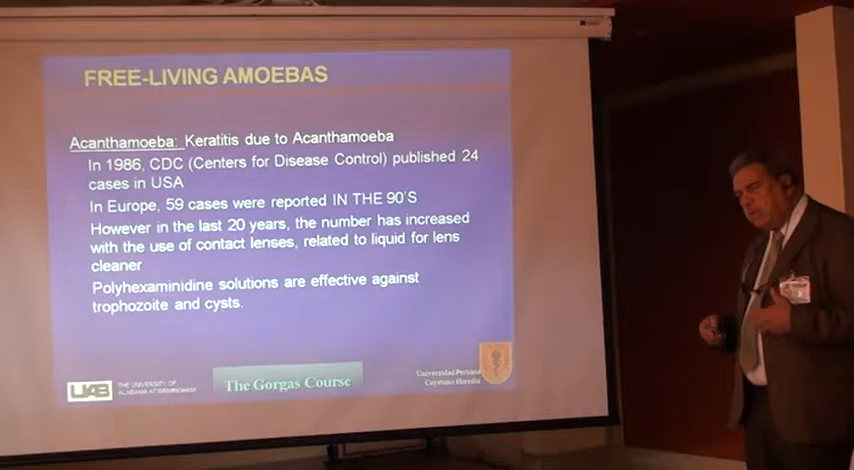 FREE-LIVING AMOEBAS
Acanthamoeba: Keratitis due to Acanthamoeba
In 1986, CDC (Centers for Disease Control) published 24
cases in USA
In Europe, 59 cases were reported IN THE 90'S
However in the last 20 years, the number has increased
with the use of contact lenses, related to liquid for lens
cleaner
Polyhexaminidine solutions are effective against
trophozoite and cysts.
UAB
THE UNIVERSITY OF
ALABAMA AT BIRMINGHAM
The Gorgas Course
Universidad Peruana
Cayetano Heredia